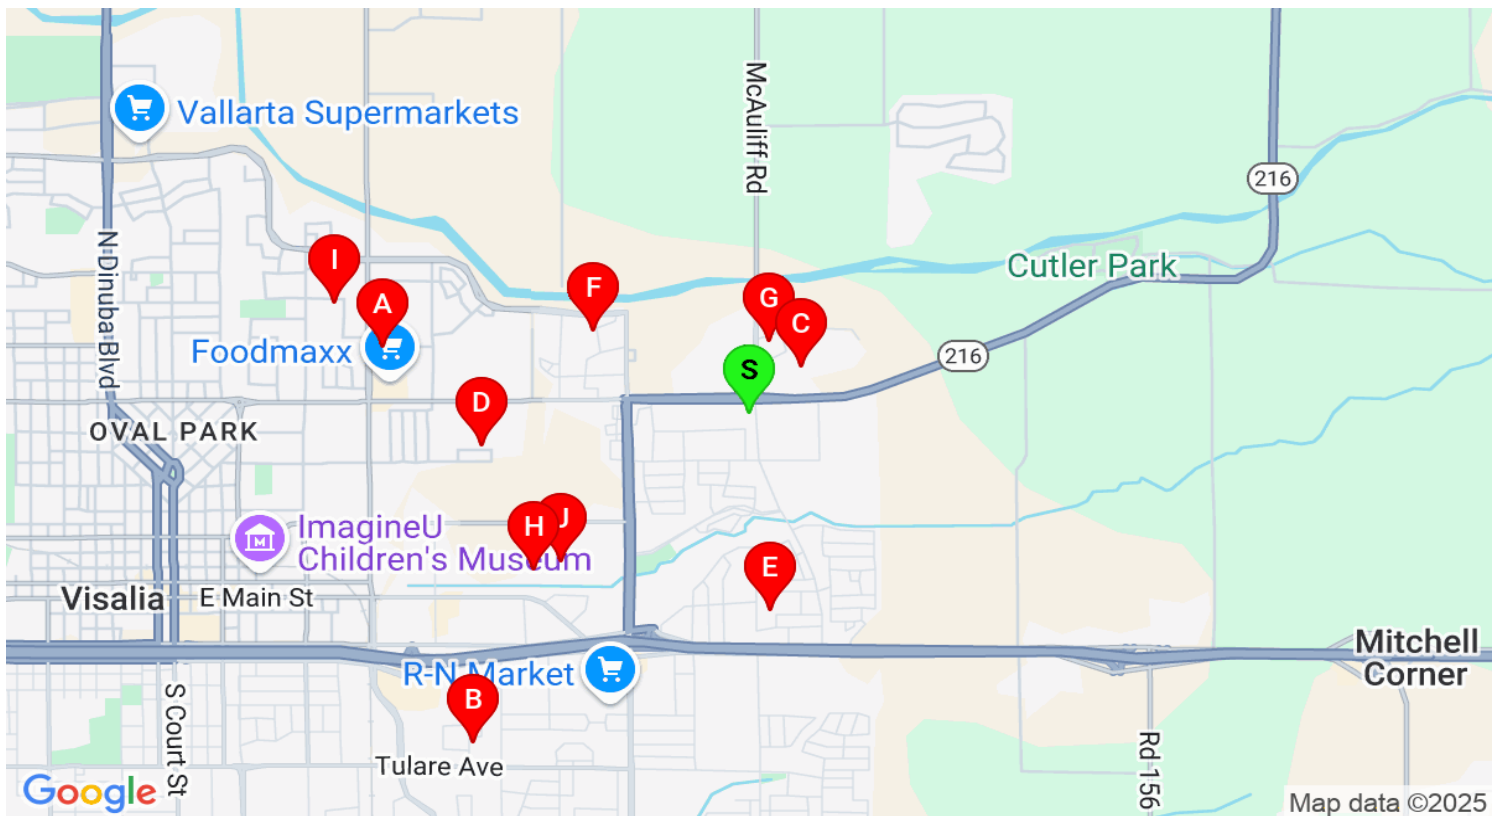 Vallarta Supermarkets
McAuliff Rd
216
N Dinuba Blvd
I
A
F
G
C
Cutler Park
Foodmaxx
216
S
D
OVAL PARK
H
J
ImagineU
Children's Museum
E
Visalia
E Main St
R-N Market
B
Mitchell
Corner
S Court St
Tulare Ave
Rd 156
Google
Map data ©2025